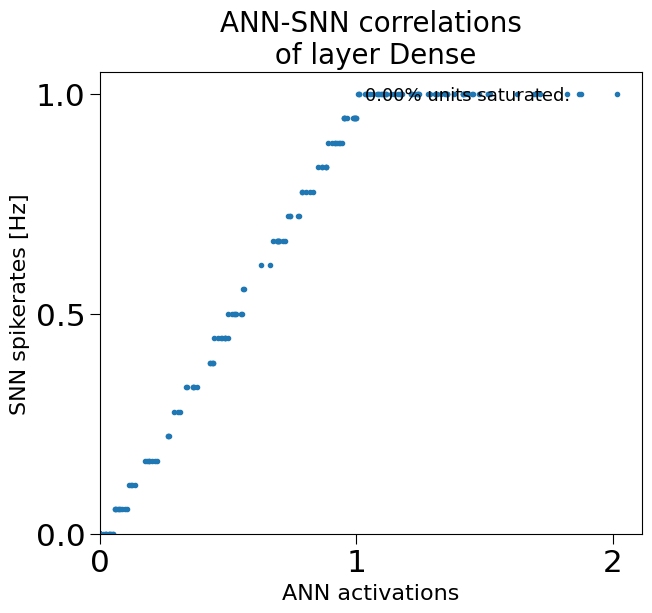 ANN-SNN correlations
of layer Dense
1.0
0.00% units saturated.
0.5
0.0
SNN spikerates [Hz]
0
1
2
ANN activations